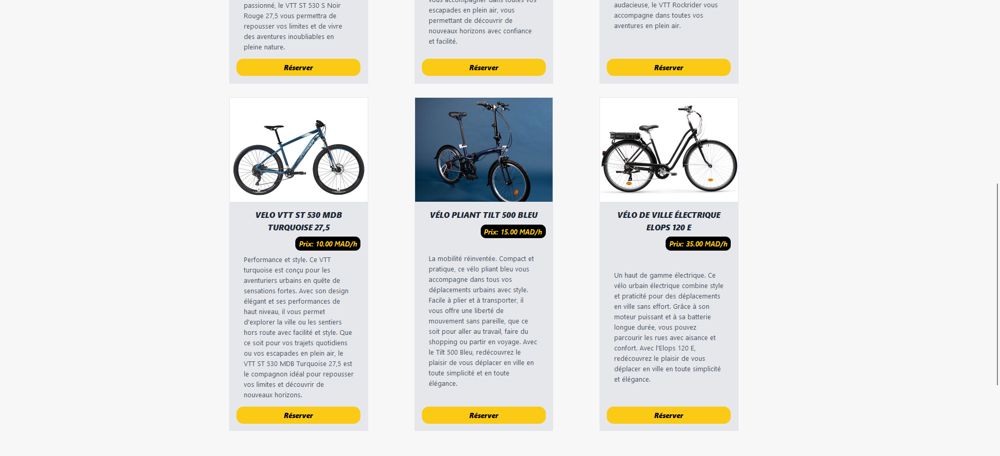 passionné, le VTT ST 530 S Noir
Rouge 27,5 vous permettra de
repousser vos limites et de vivre
des aventures inoubliables en
pleine nature.
Réserver
vous accompagner dans toutes vos
escapades en plein air, vous
permettant de découvrir de
nouveaux horizons avec confiance
et facilité.
Réserver
audacieuse, le VTT Rockrider vous
accompagne dans toutes vos
aventures en plein air.
Réserver
ROCKRIDER
VELO VTT ST 530 MDB
TURQUOISE 27,5
Prix: 10.00 MAD/h
Performance et style. Ce VTT
turquoise est conçu pour les
aventuriers urbains en quête de
sensations fortes. Avec son design
élégant et ses performances de
haut niveau, il vous permet
d'explorer la ville ou les sentiers
hors route avec facilité et style. Que
ce soit pour vos trajets quotidiens
ou vos escapades en plein air, le
VTT ST 530 MDB Turquoise 27,5 est
le compagnon idéal pour repousser
vos limites et découvrir de
nouveaux horizons.
Réserver
VÉLO PLIANT TILT 500 BLEU
Prix: 15.00 MAD/h
La mobilité réinventée. Compact et
pratique, ce vélo pliant bleu vous
accompagne dans tous vos
déplacements urbains avec style.
Facile à plier et à transporter, il
vous offre une liberté de
mouvement sans pareille, que ce
soit pour aller au travail, faire du
shopping ou partir en voyage. Avec
le Tilt 500 Bleu, redécouvrez le
plaisir de vous déplacer en ville en
toute simplicité et en toute
élégance.
Réserver
VÉLO DE VILLE ÉLECTRIQUE
ELOPS 120 E
Prix: 35.00 MAD/h
Un haut de gamme électrique. Ce
vélo urbain électrique combine style
et praticité pour des déplacements
en ville sans effort. Grâce à son
moteur puissant et à sa batterie
longue durée, vous pouvez
parcourir les rues avec aisance et
confort. Avec l'Elops 120 E,
redécouvrez le plaisir de vous
déplacer en ville en toute simplicité
et élégance.
Réserver